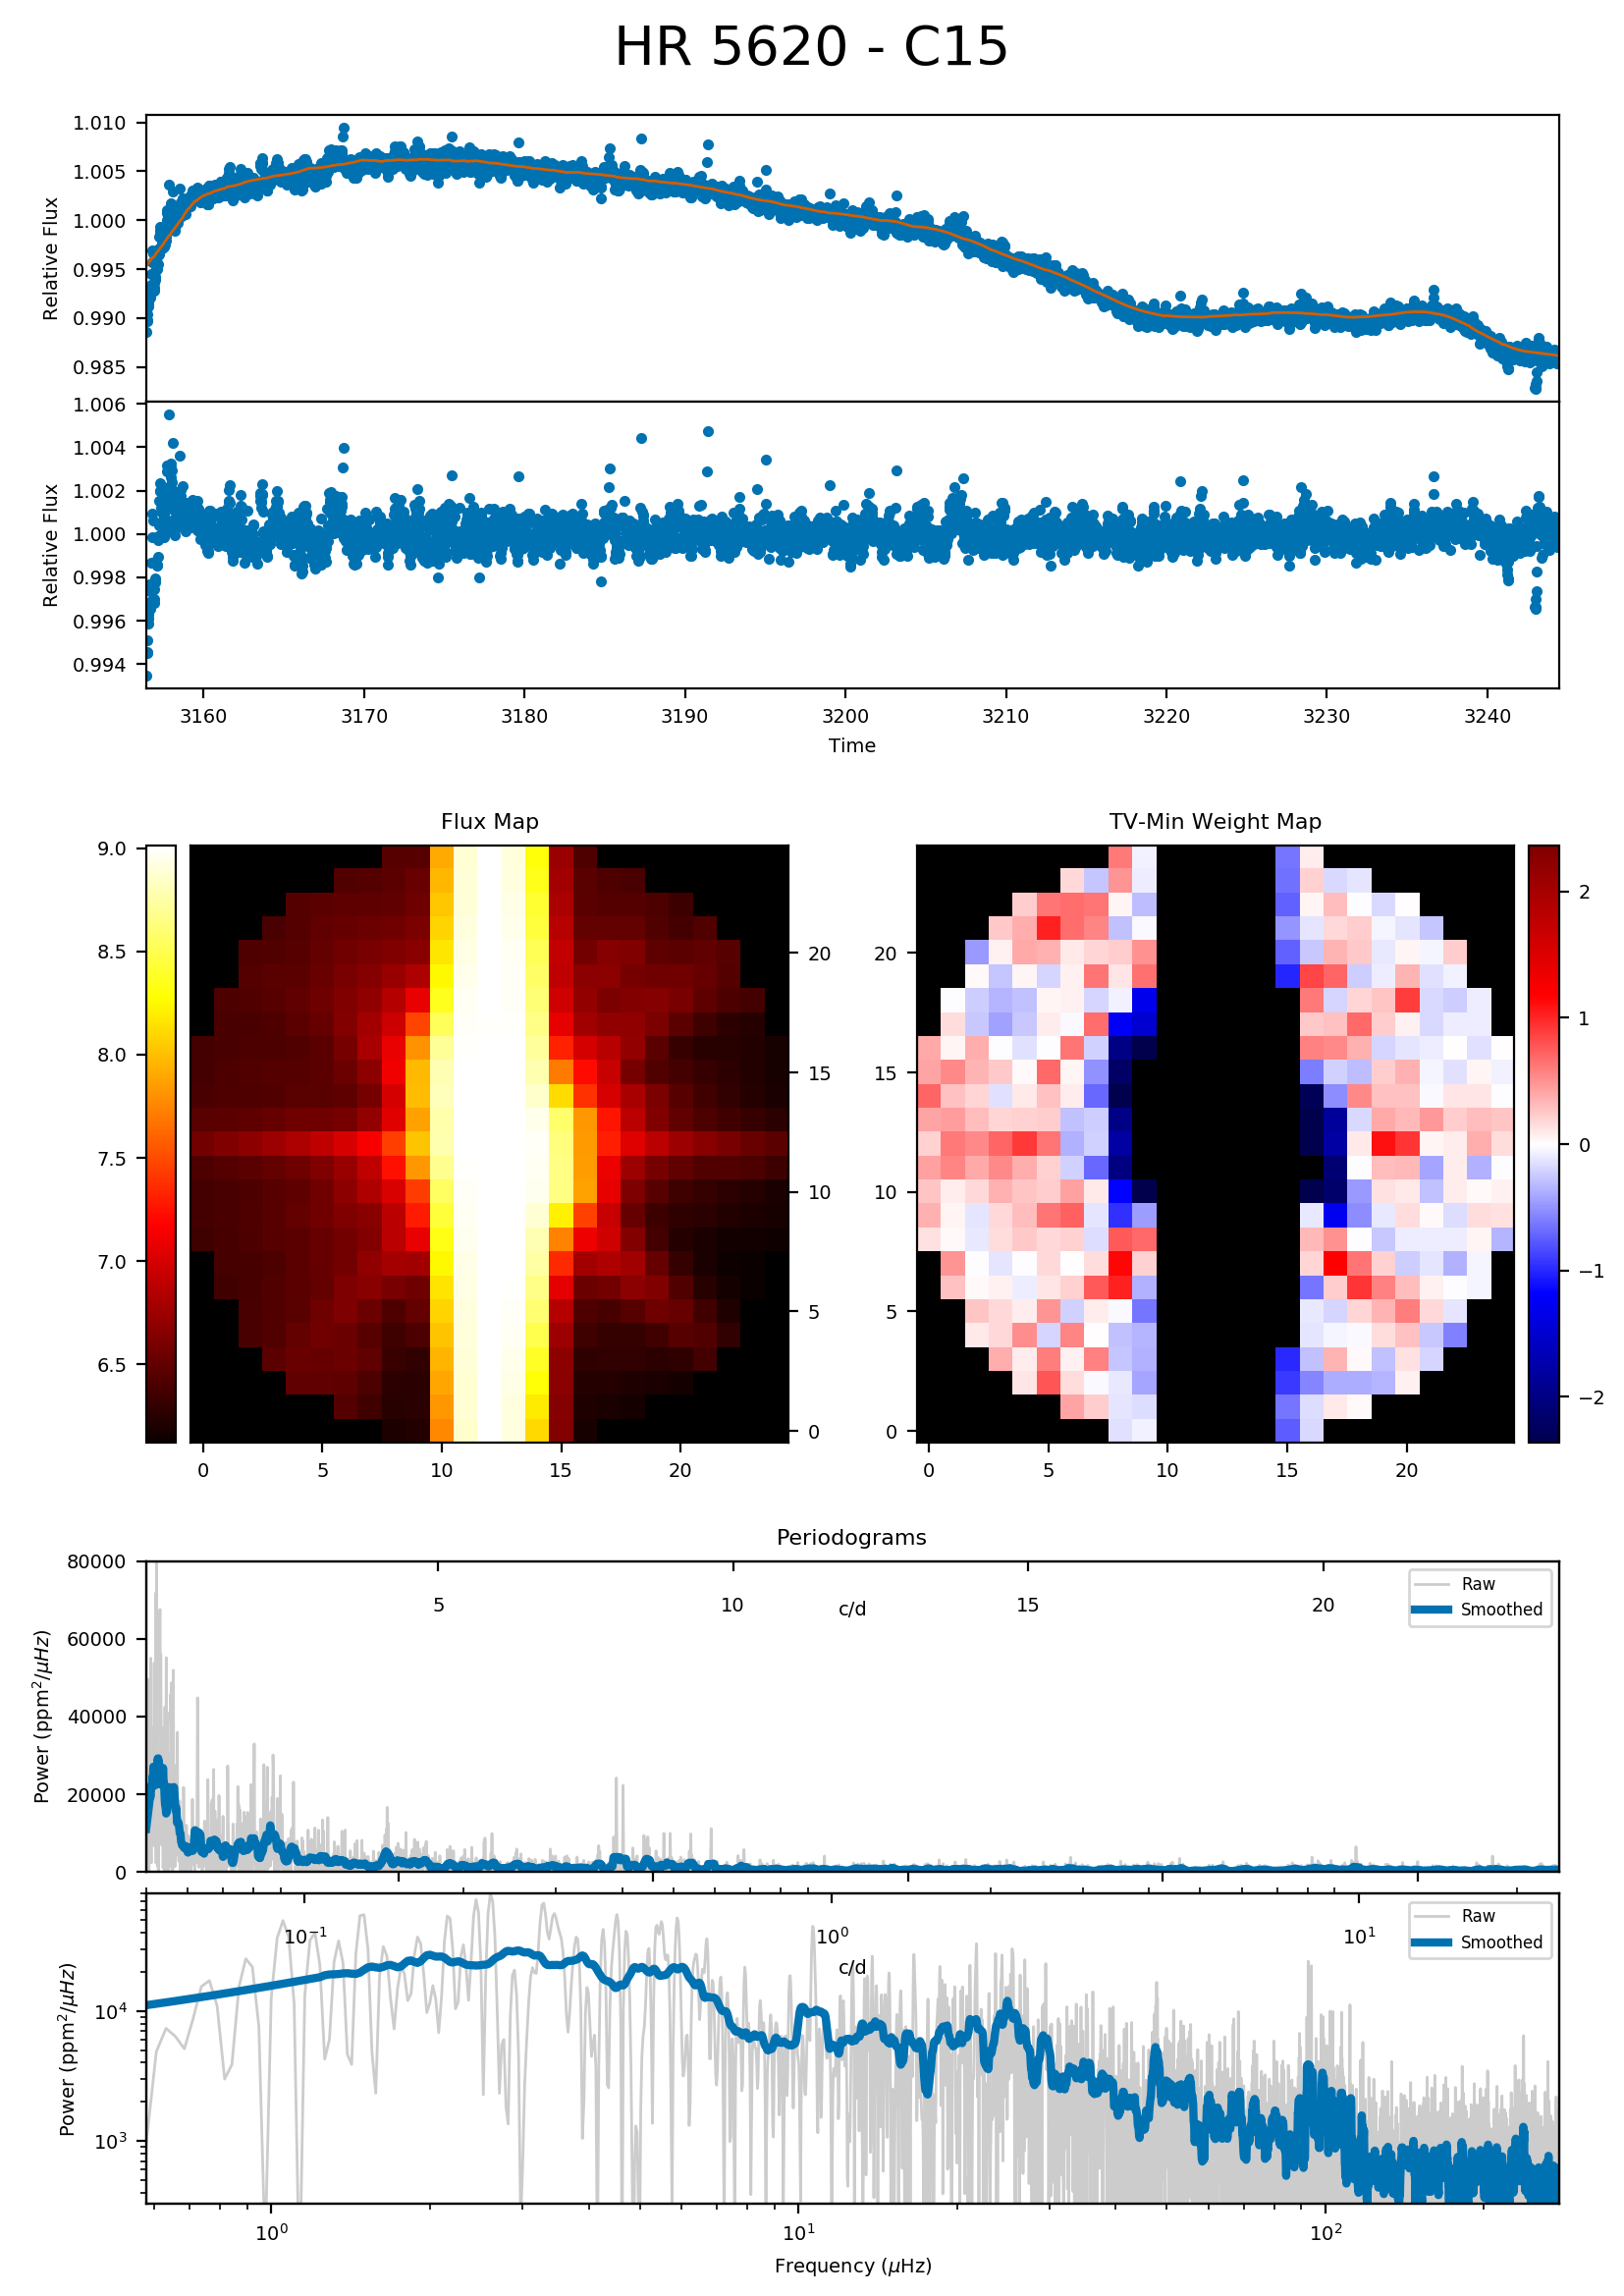 HR 5620 - C15
1.010
1.005
1.000
0.995
0.990
0.985
Relative Flux
1.006
1.004
1.002
1.000
0.998
0.996
0.994
Relative Flux
3160 3170 3180 3190 3200 3210 3220 3230 3240
Time
Flux Map
9.0
8.5
8.0
7.5
7.0
6.5
20
15
10
5
0
0 5 10 15 20
TV-Min Weight Map
20
15
10
5
0
0 5 10 15 20
2
1
0
−1
−2
Periodograms
80000
60000
40000
20000
0
Power (ppm²/μHz)
5 10 15 20
c/d
Raw
Smoothed
10⁴
10³
Power (ppm²/μHz)
10⁻¹ 10⁰ 10¹
c/d
Raw
Smoothed
10⁰ 10¹ 10²
Frequency (μHz)